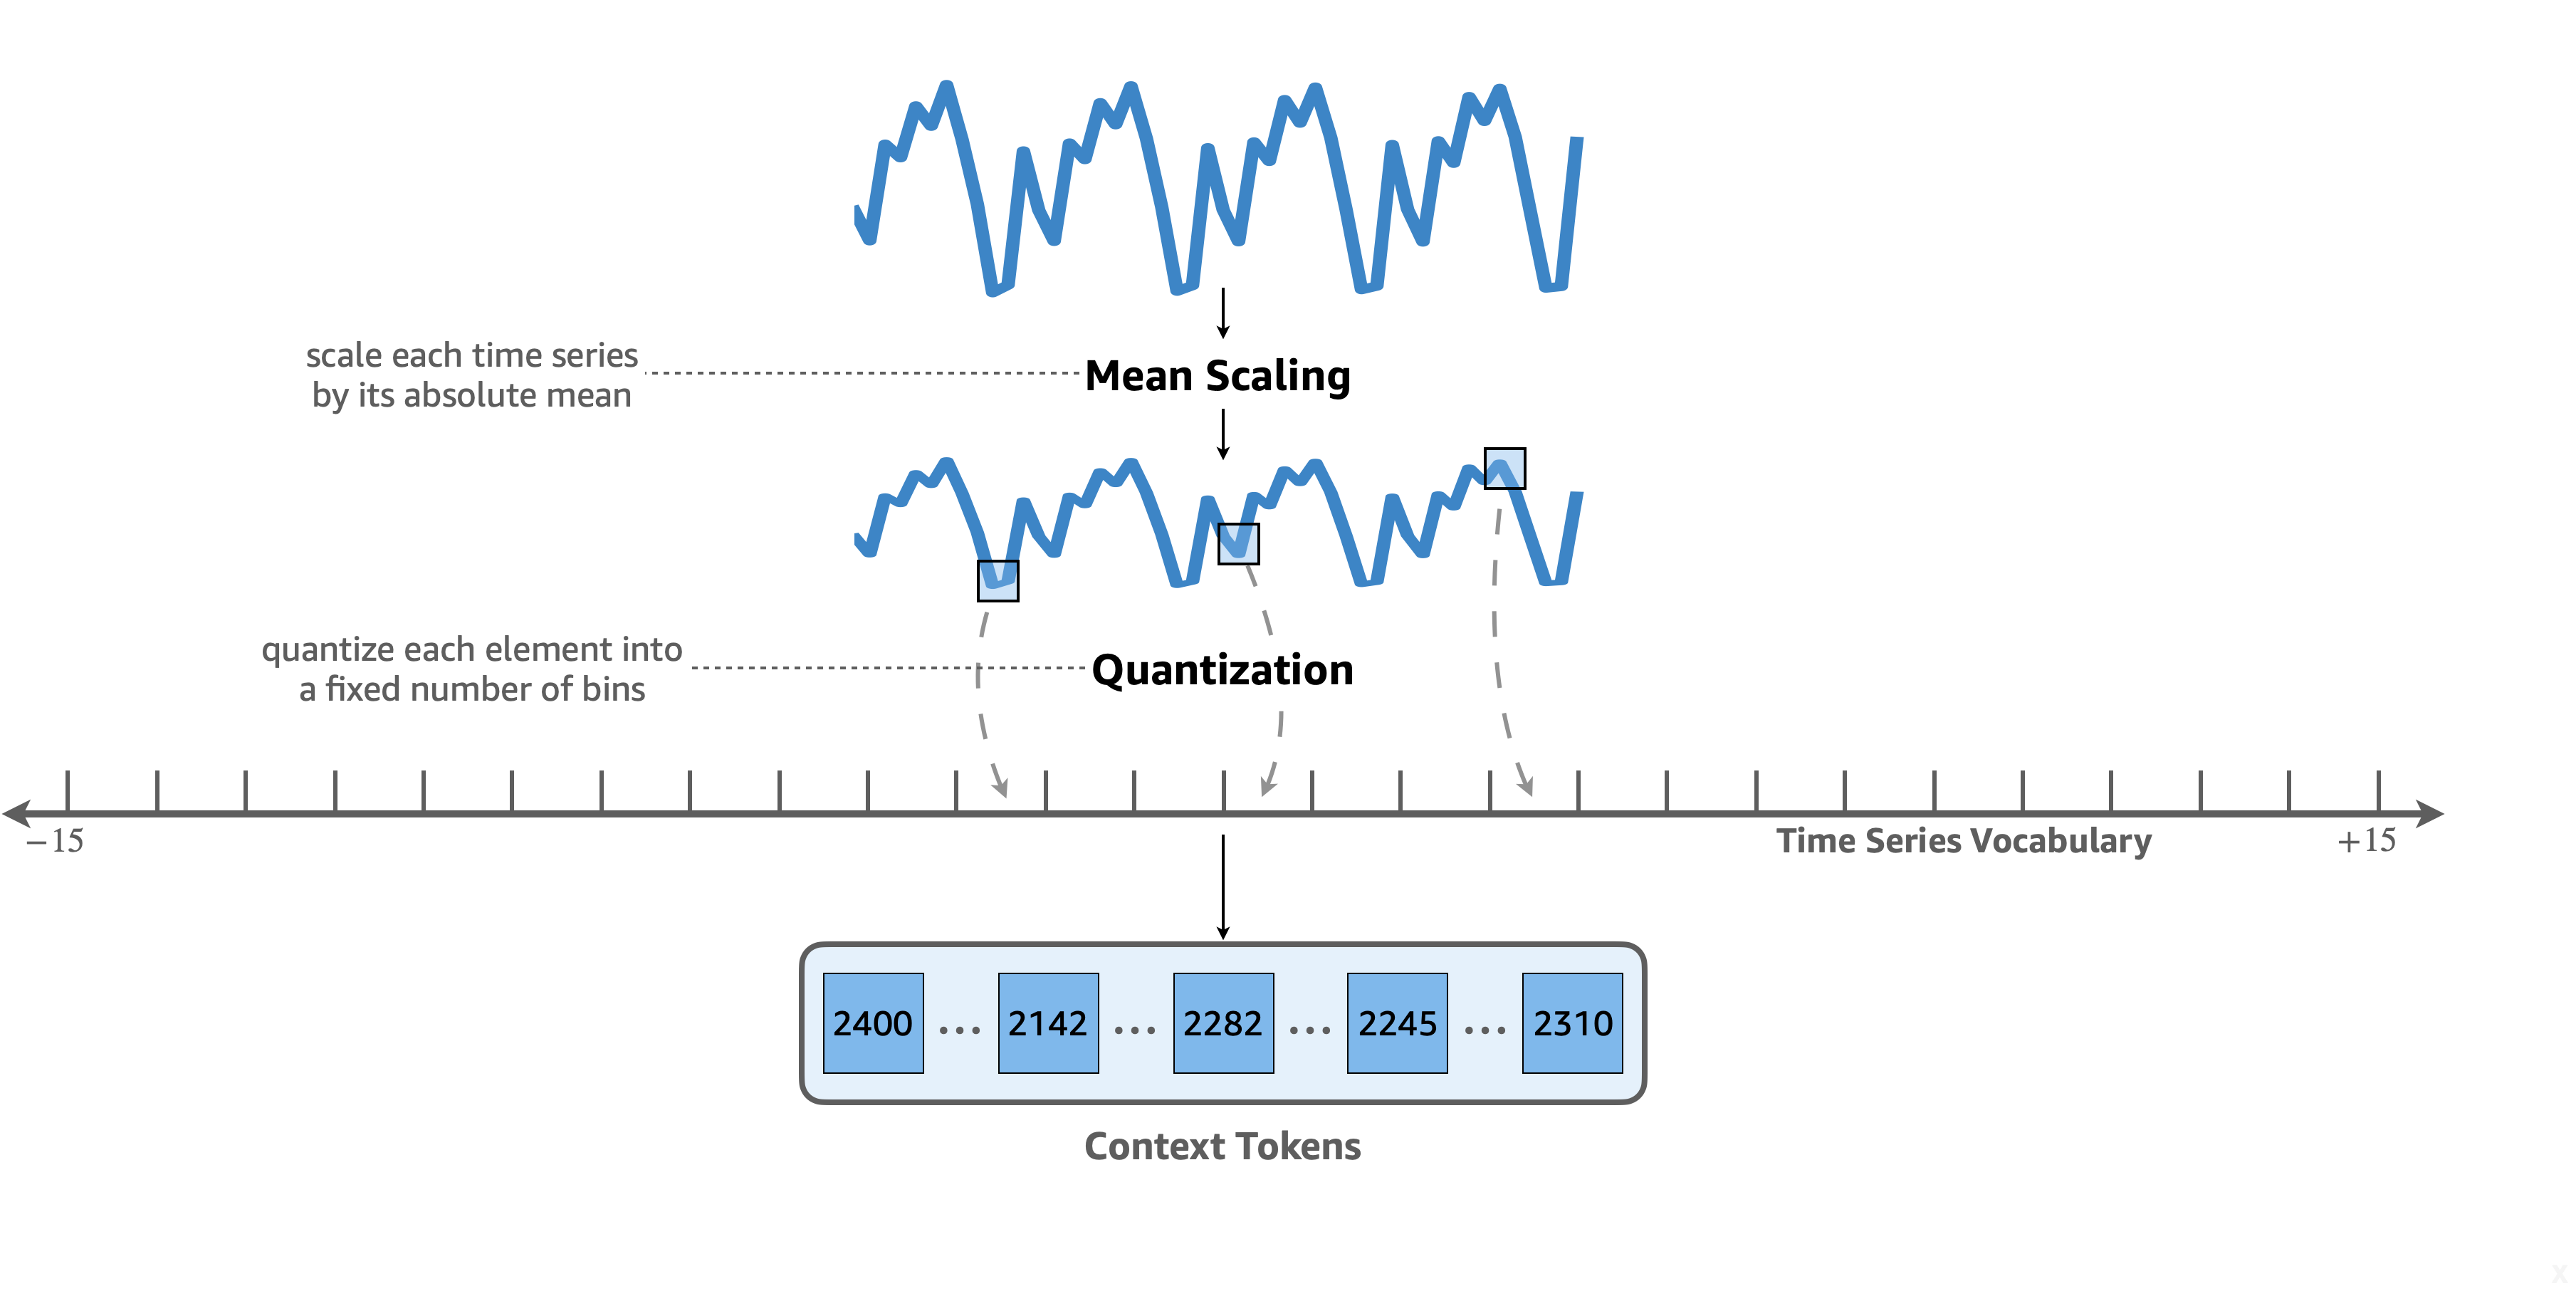 scale each time series
by its absolute mean
Mean Scaling
quantize each element into
a fixed number of bins
Quantization
−15
Time Series Vocabulary
+15
2400 ... 2142 ... 2282 ... 2245 ... 2310
Context Tokens
x